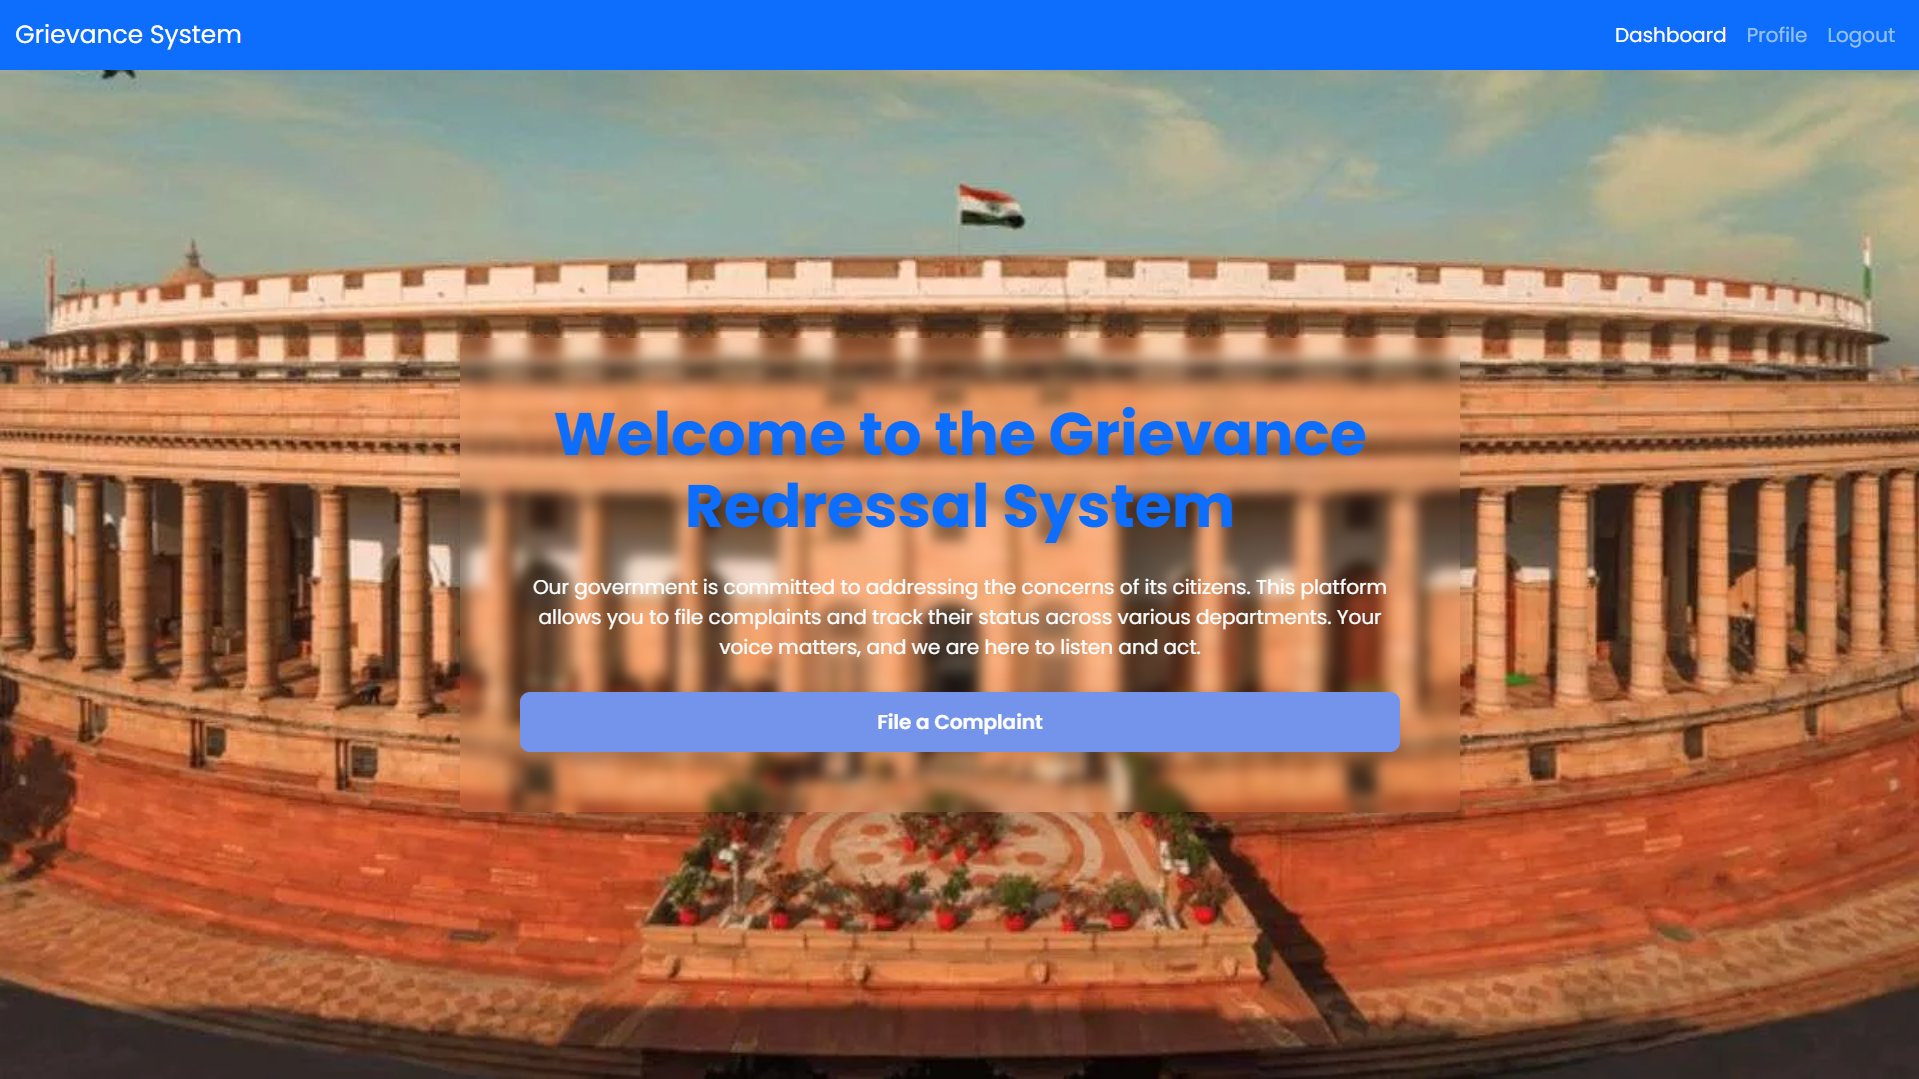 Grievance System
Dashboard Profile Logout
Welcome to the Grievance
Redressal System
Our government is committed to addressing the concerns of its citizens. This platform
allows you to file complaints and track their status across various departments. Your
voice matters, and we are here to listen and act.
File a Complaint